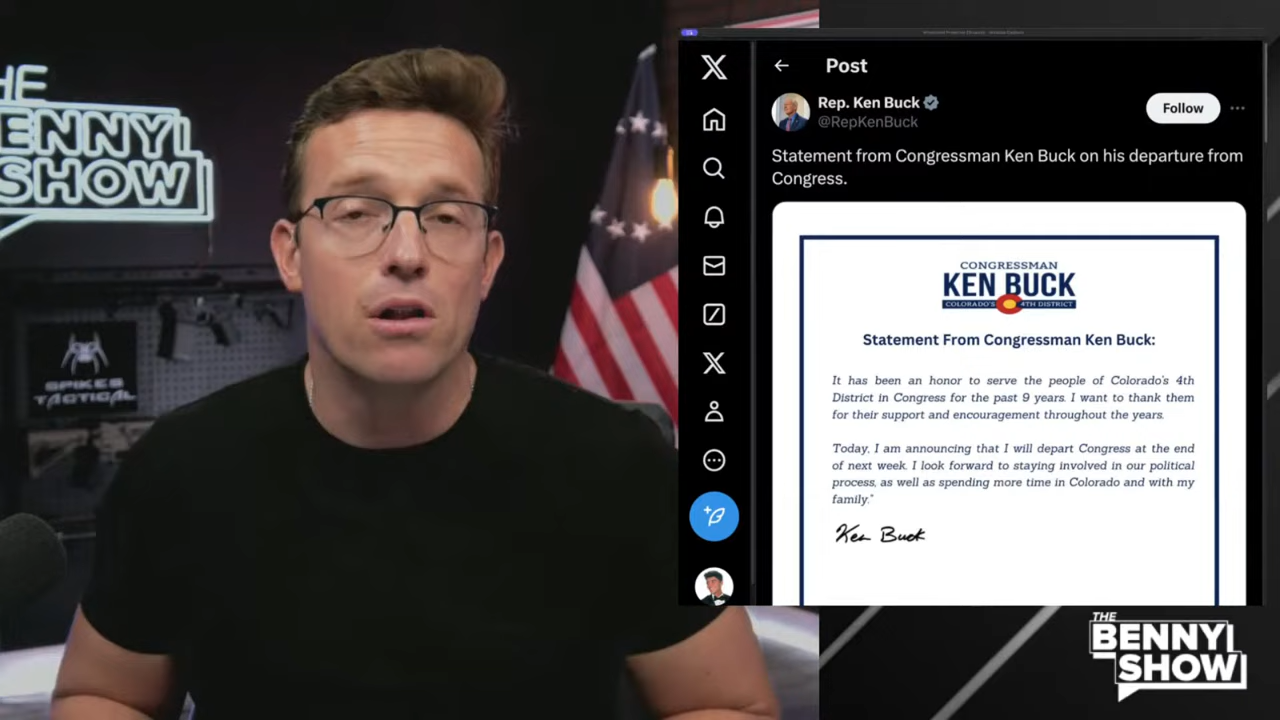 THE
BENNY
SHOW
SPIKES
TACTICAL
Post
Rep. Ken Buck
@RepKenBuck
Follow
Statement from Congressman Ken Buck on his departure from
Congress.
CONGRESSMAN
KEN BUCK
COLORADO'S 4TH DISTRICT
Statement From Congressman Ken Buck:
It has been an honor to serve the people of Colorado's 4th
District in Congress for the past 9 years. I want to thank them
for their support and encouragement throughout the years.
Today, I am announcing that I will depart Congress at the end
of next week. I look forward to staying involved in our political
process, as well as spending more time in Colorado and with my
family."
Ken Buck
THE
BENNY
SHOW